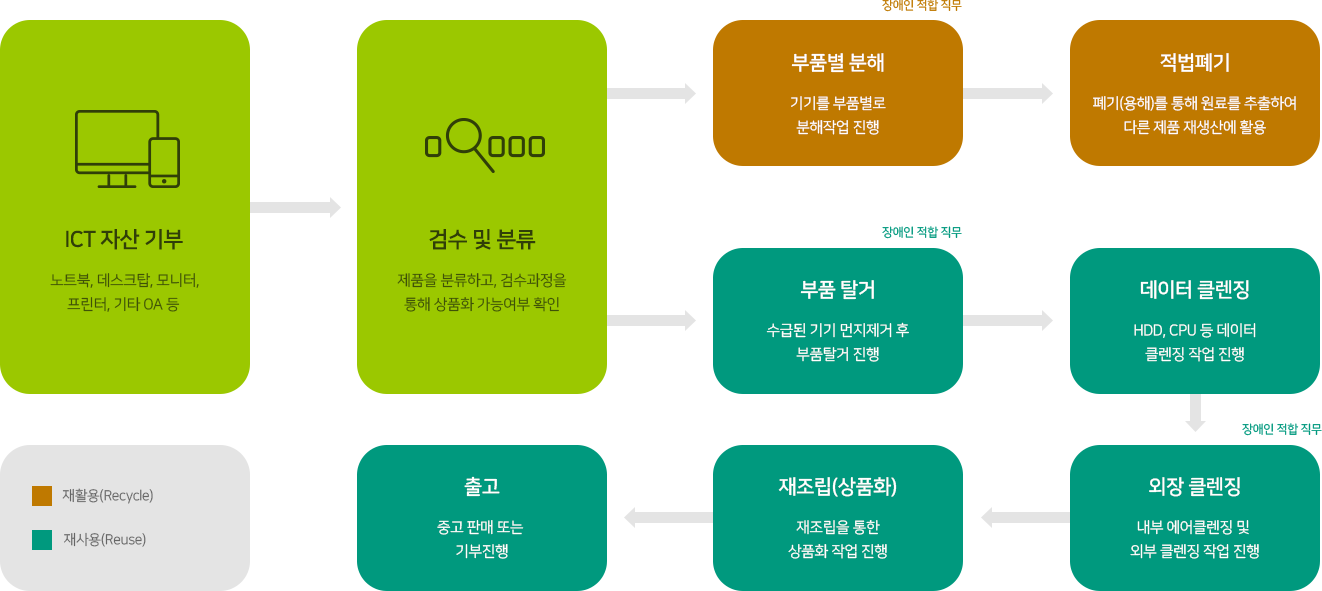 ICT 자산 기부
노트북, 데스크탑, 모니터,
프린터, 기타 OA 등
검수 및 분류
제품을 분류하고, 검수과정을
통해 상품화 가능여부 확인
장애인 적합 직무
부품별 분해
기기를 부품별로
분해작업 진행
적법폐기
폐기(용해)를 통해 원료를 추출하여
다른 제품 재생산에 활용
장애인 적합 직무
부품 탈거
수급된 기기 먼지제거 후
부품탈거 진행
데이터 클렌징
HDD, CPU 등 데이터
클렌징 작업 진행
장애인 적합 직무
외장 클렌징
내부 에어클렌징 및
외부 클렌징 작업 진행
재조립(상품화)
재조립을 통한
상품화 작업 진행
출고
중고 판매 또는
기부진행
재활용(Recycle)
재사용(Reuse)